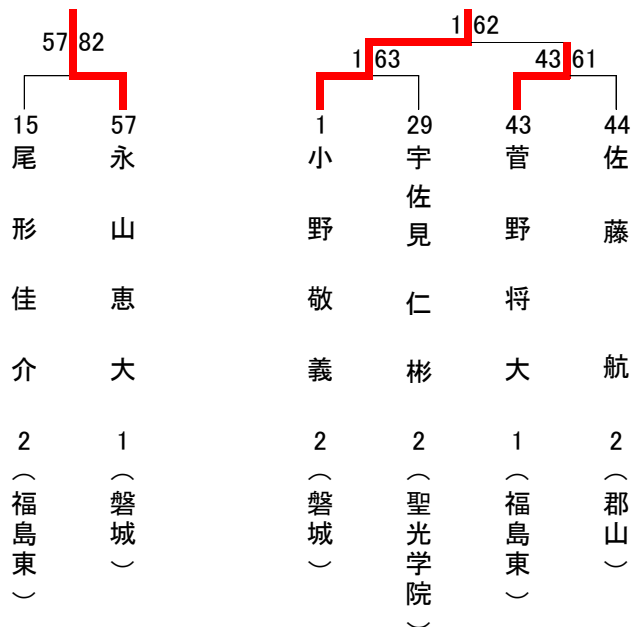 57 82
15
尾形佳介 2 (福島東)
57
永山恵大 1 (磐城)
1 62
1 63
43 61
1
小野敬義 2 (磐城)
29
宇佐見仁彬 2 (聖光学院)
43
菅野将大 1 (福島東)
44
佐藤航 2 (郡山)